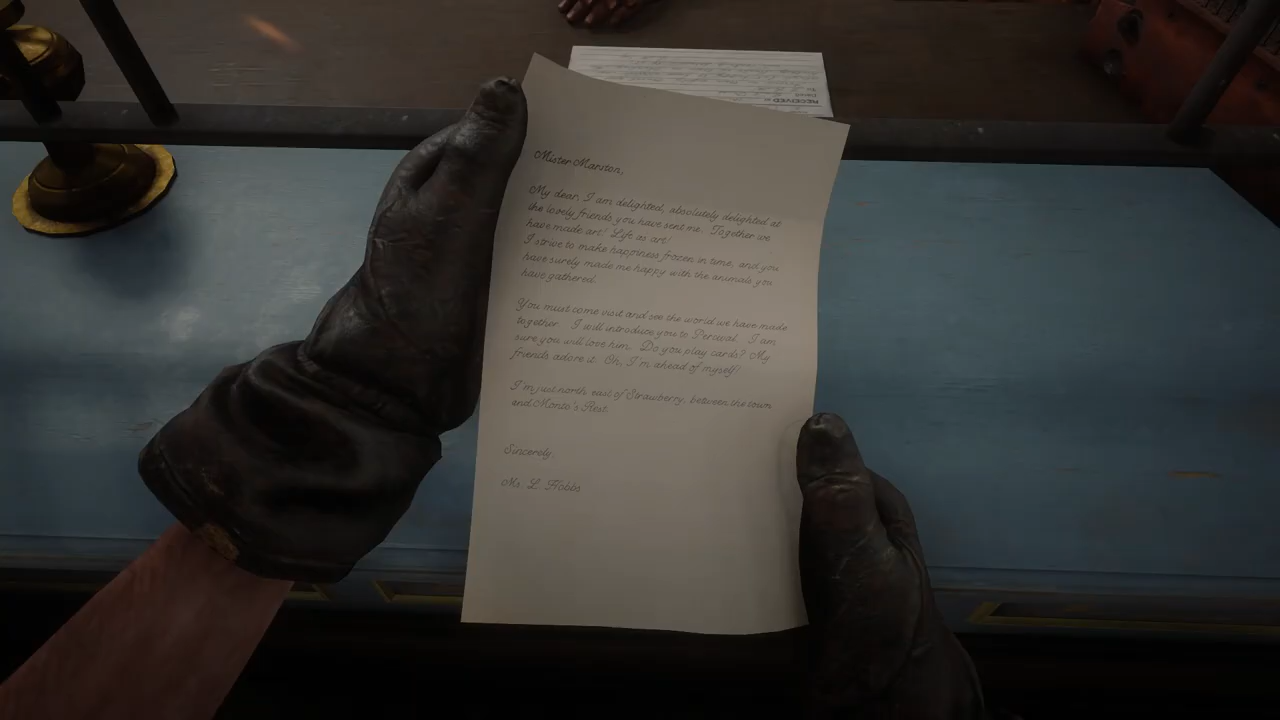 RECEIVED
Mister Marston,
My dear, I am delighted, absolutely delighted at
the lovely friends you have sent me. Together we
have made art! Life as art!
I strive to make happiness frozen in time, and you
have surely made me happy with the animals you
have gathered.
You must come visit and see the world we have made
together. I will introduce you to Percival. I am
sure you will love him. Do you play cards? My
friends adore it. Oh, I'm ahead of myself!
I'm just north east of Strawberry, between the town
and Monto's Rest.
Sincerely,
Ms. L. Hobbs